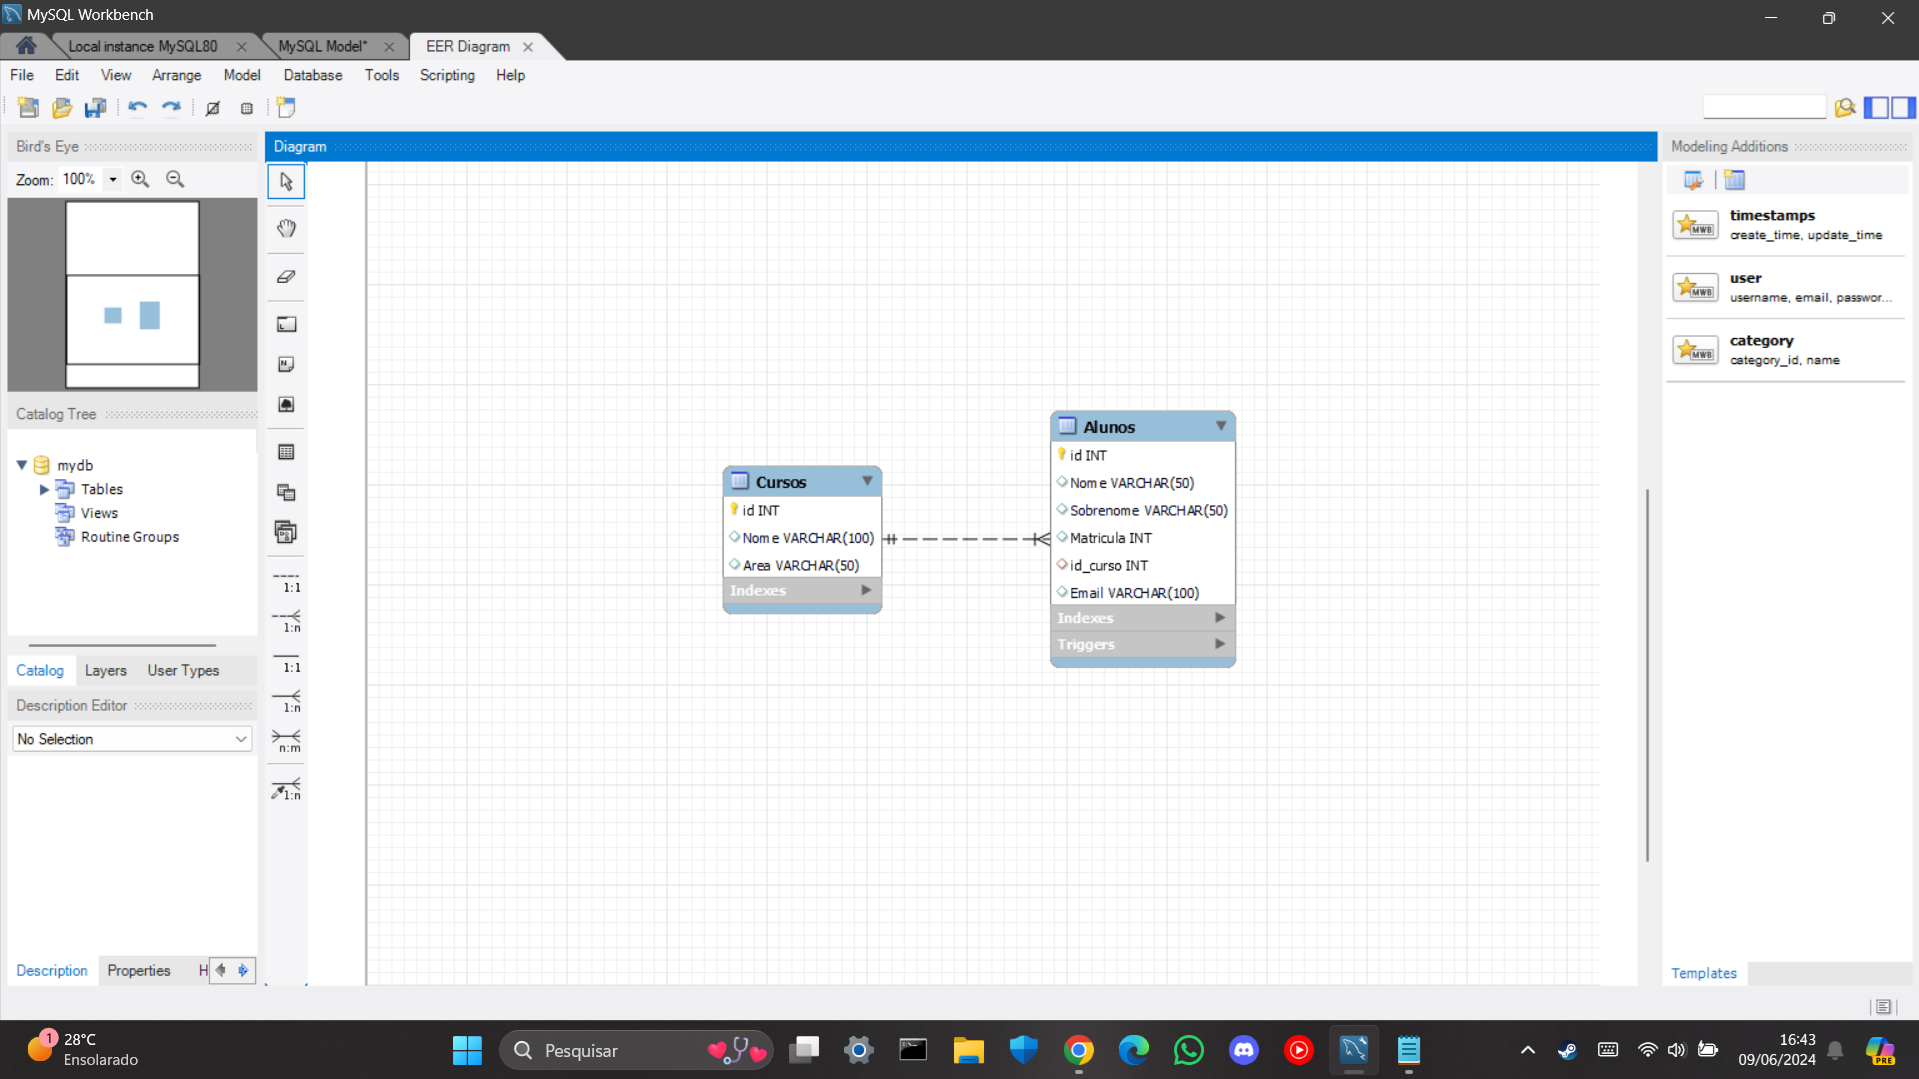 MySQL Workbench
Local instance MySQL80
MySQL Model*
EER Diagram
File Edit View Arrange Model Database Tools Scripting Help
Bird's Eye
Diagram
Modeling Additions
Zoom: 100%
timestamps
create_time, update_time
user
username, email, passwor...
category
category_id, name
Catalog Tree
mydb
Tables
Views
Routine Groups
Cursos
id INT
Nome VARCHAR(100)
Area VARCHAR(50)
Indexes
Alunos
id INT
Nome VARCHAR(50)
Sobrenome VARCHAR(50)
Matricula INT
id_curso INT
Email VARCHAR(100)
Indexes
Triggers
1:1
1:n
1:1
1:n
n:m
1:n
Catalog Layers User Types
Description Editor
No Selection
Description Properties H
Templates
1
28°C
Ensolarado
Pesquisar
16:43
09/06/2024
PRE